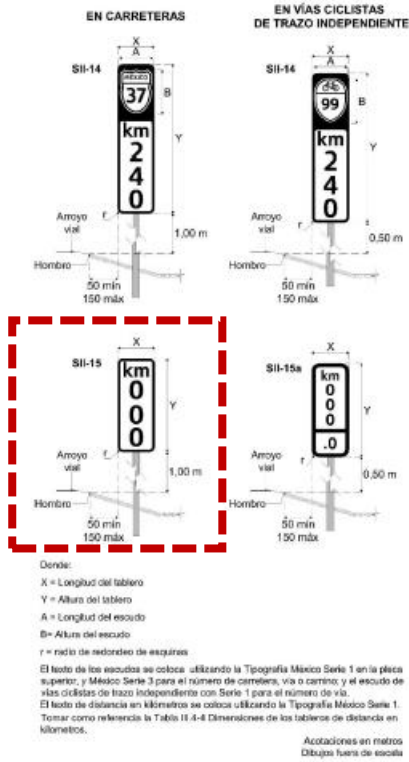 EN CARRETERAS
EN VÍAS CICLISTAS
DE TRAZO INDEPENDIENTE
X
A
SII-14
MÉXICO
37
B
km
2
4
0
Y
r
Arroyo
vial
1,00 m
Hombro
50 mín
150 máx
X
A
SII-14
99
B
km
2
4
0
Y
r
Arroyo
vial
0,50 m
Hombro
50 mín
150 máx
X
SII-15
km
0
0
0
Y
r
Arroyo
vial
1,00 m
Hombro
50 mín
150 máx
X
SII-15a
km
0
0
0
.0
Y
r
Arroyo
vial
0,50 m
Hombro
50 mín
150 máx
Donde:
X = Longitud del tablero
Y = Altura del tablero
A = Longitud del escudo
B= Altura del escudo
r = radio de redondeo de esquinas
El texto de los escudos se coloca utilizando la Tipografía México Serie 1 en la placa
superior, y México Serie 3 para el número de carretera, vía o camino; y el escudo de
vías ciclistas de trazo independiente con Serie 1 para el número de vía.
El texto de distancia en kilómetros se coloca utilizando la Tipografía México Serie 1.
Tomar como referencia la Tabla III.4-4 Dimensiones de los tableros de distancia en
kilometros.
Acotaciones en metros
Dibujos fuera de escala